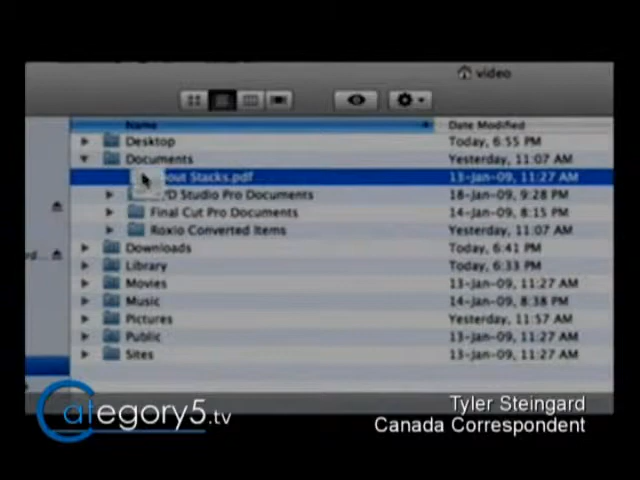 video
Name Date Modified
Desktop Today, 6:55 PM
Documents Yesterday, 11:07 AM
out Stacks.pdf 13-Jan-09, 11:27 AM
D Studio Pro Documents 18-Jan-09, 9:28 PM
Final Cut Pro Documents 14-Jan-09, 8:15 PM
Roxio Converted Items Yesterday, 11:07 AM
Downloads Today, 6:41 PM
Library Today, 6:33 PM
Movies 13-Jan-09, 11:27 AM
Music 14-Jan-09, 8:38 PM
Pictures Yesterday, 11:57 AM
Public 13-Jan-09, 11:27 AM
Sites 13-Jan-09, 11:27 AM
Category5.tv
Tyler Steingard
Canada Correspondent